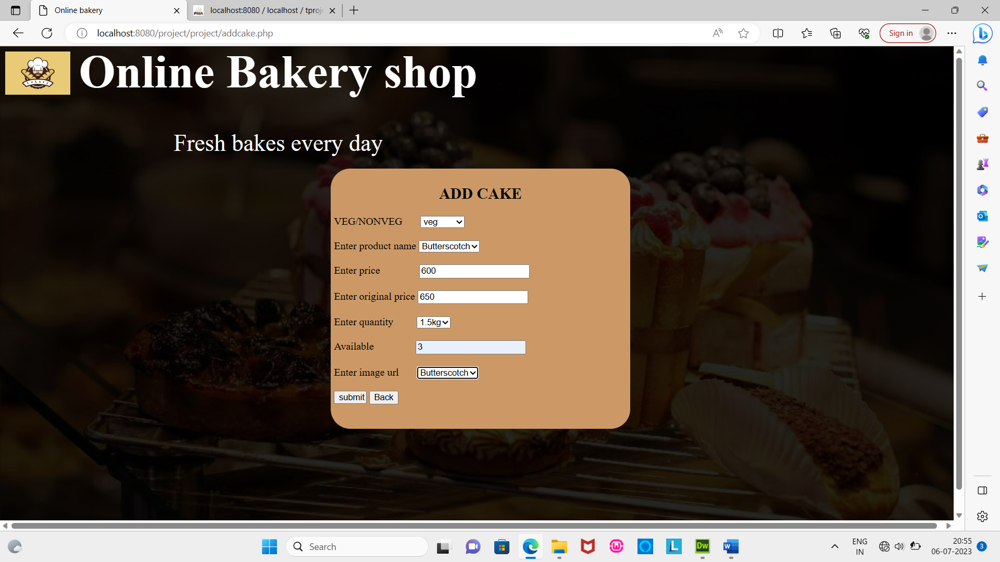 Online bakery
localhost:8080 / localhost / tproj
localhost:8080/project/project/addcake.php
Sign in
bakery
Online Bakery shop
Fresh bakes every day
ADD CAKE
VEG/NONVEG veg
Enter product name Butterscotch
Enter price 600
Enter original price 650
Enter quantity 1.5kg
Available 3
Enter image url Butterscotch
submit Back
Search
Dw
W
L
ENG
IN
20:55
06-07-2023
3